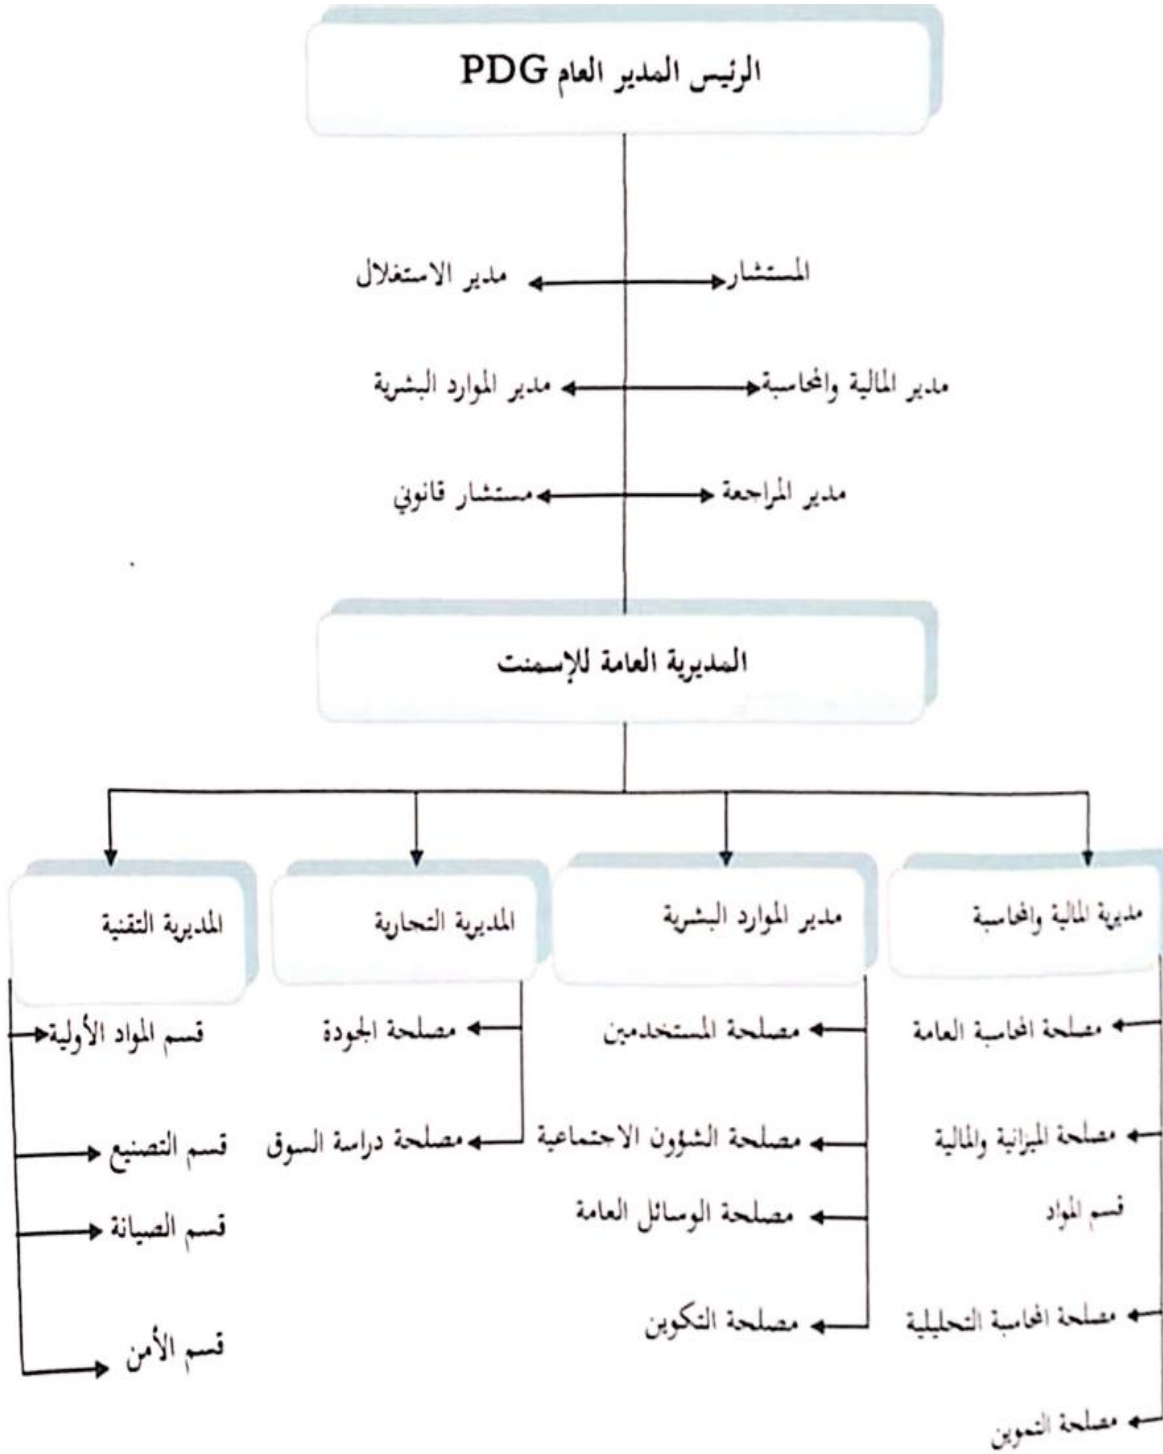 الرئيس المدير العام PDG
المستشار
مدير الاستغلال
مدير المالية والمحاسبة
مدير الموارد البشرية
مدير المراجعة
مستشار قانوني
المديرية العامة للإسمنت
مديرية المالية والمحاسبة
مدير الموارد البشرية
المديرية التجارية
المديرية التقنية
مصلحة المحاسبة العامة
مصلحة الميزانية والمالية
قسم المواد
مصلحة المحاسبة التحليلية
مصلحة التموين
مصلحة المستخدمين
مصلحة الشؤون الاجتماعية
مصلحة الوسائل العامة
مصلحة التكوين
مصلحة الجودة
مصلحة دراسة السوق
قسم المواد الأولية
قسم التصنيع
قسم الصيانة
قسم الأمن